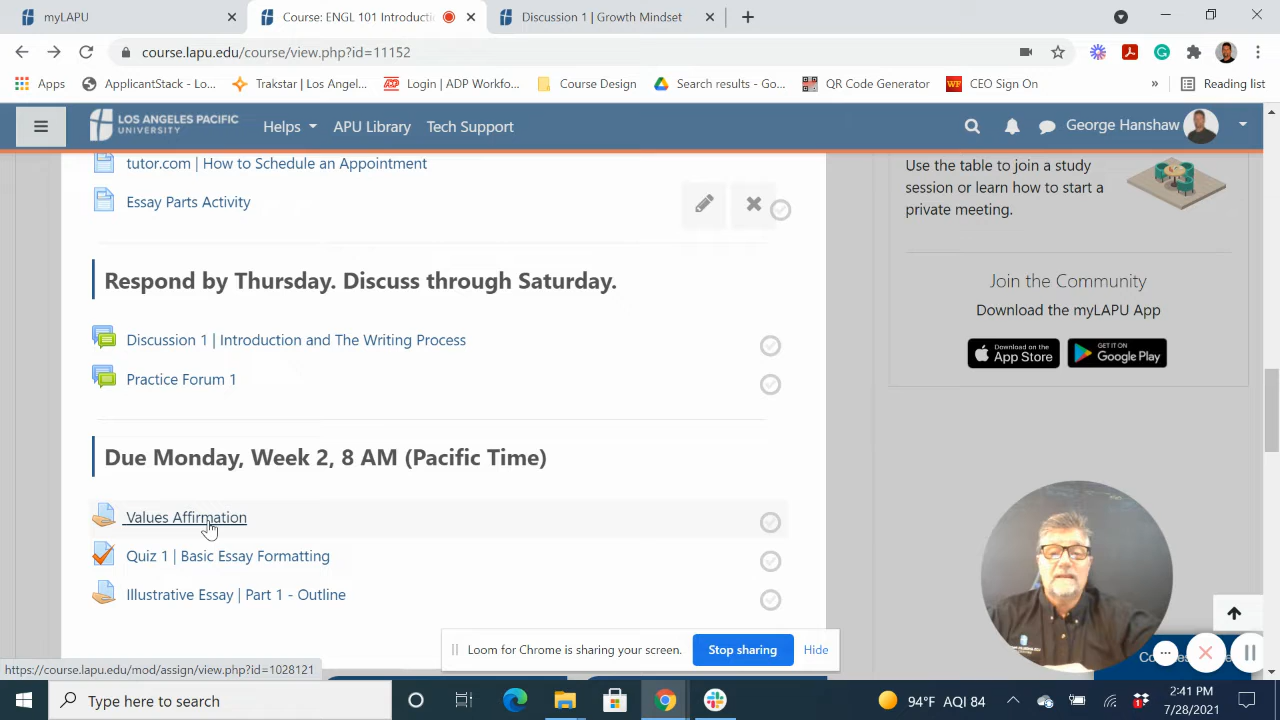 myLAPU
Course: ENGL 101 Introducti
Discussion 1 | Growth Mindset
course.lapu.edu/course/view.php?id=11152
Apps
ApplicantStack - Lo...
Trakstar | Los Angel...
Login | ADP Workfo...
Course Design
Search results - Go...
QR Code Generator
WF
CEO Sign On
»
Reading list
LOS ANGELES PACIFIC
UNIVERSITY
Helps
APU Library
Tech Support
George Hanshaw
tutor.com | How to Schedule an Appointment
Essay Parts Activity
Respond by Thursday. Discuss through Saturday.
Discussion 1 | Introduction and The Writing Process
Practice Forum 1
Due Monday, Week 2, 8 AM (Pacific Time)
Values Affirmation
Quiz 1 | Basic Essay Formatting
Illustrative Essay | Part 1 - Outline
Use the table to join a study
session or learn how to start a
private meeting.
Join the Community
Download the myLAPU App
Download on the
App Store
GET IT ON
Google Play
Loom for Chrome is sharing your screen.
Stop sharing
Hide
https://course.lapu.edu/mod/assign/view.php?id=1028121
Type here to search
94°F AQI 84
1
2:41 PM
7/28/2021